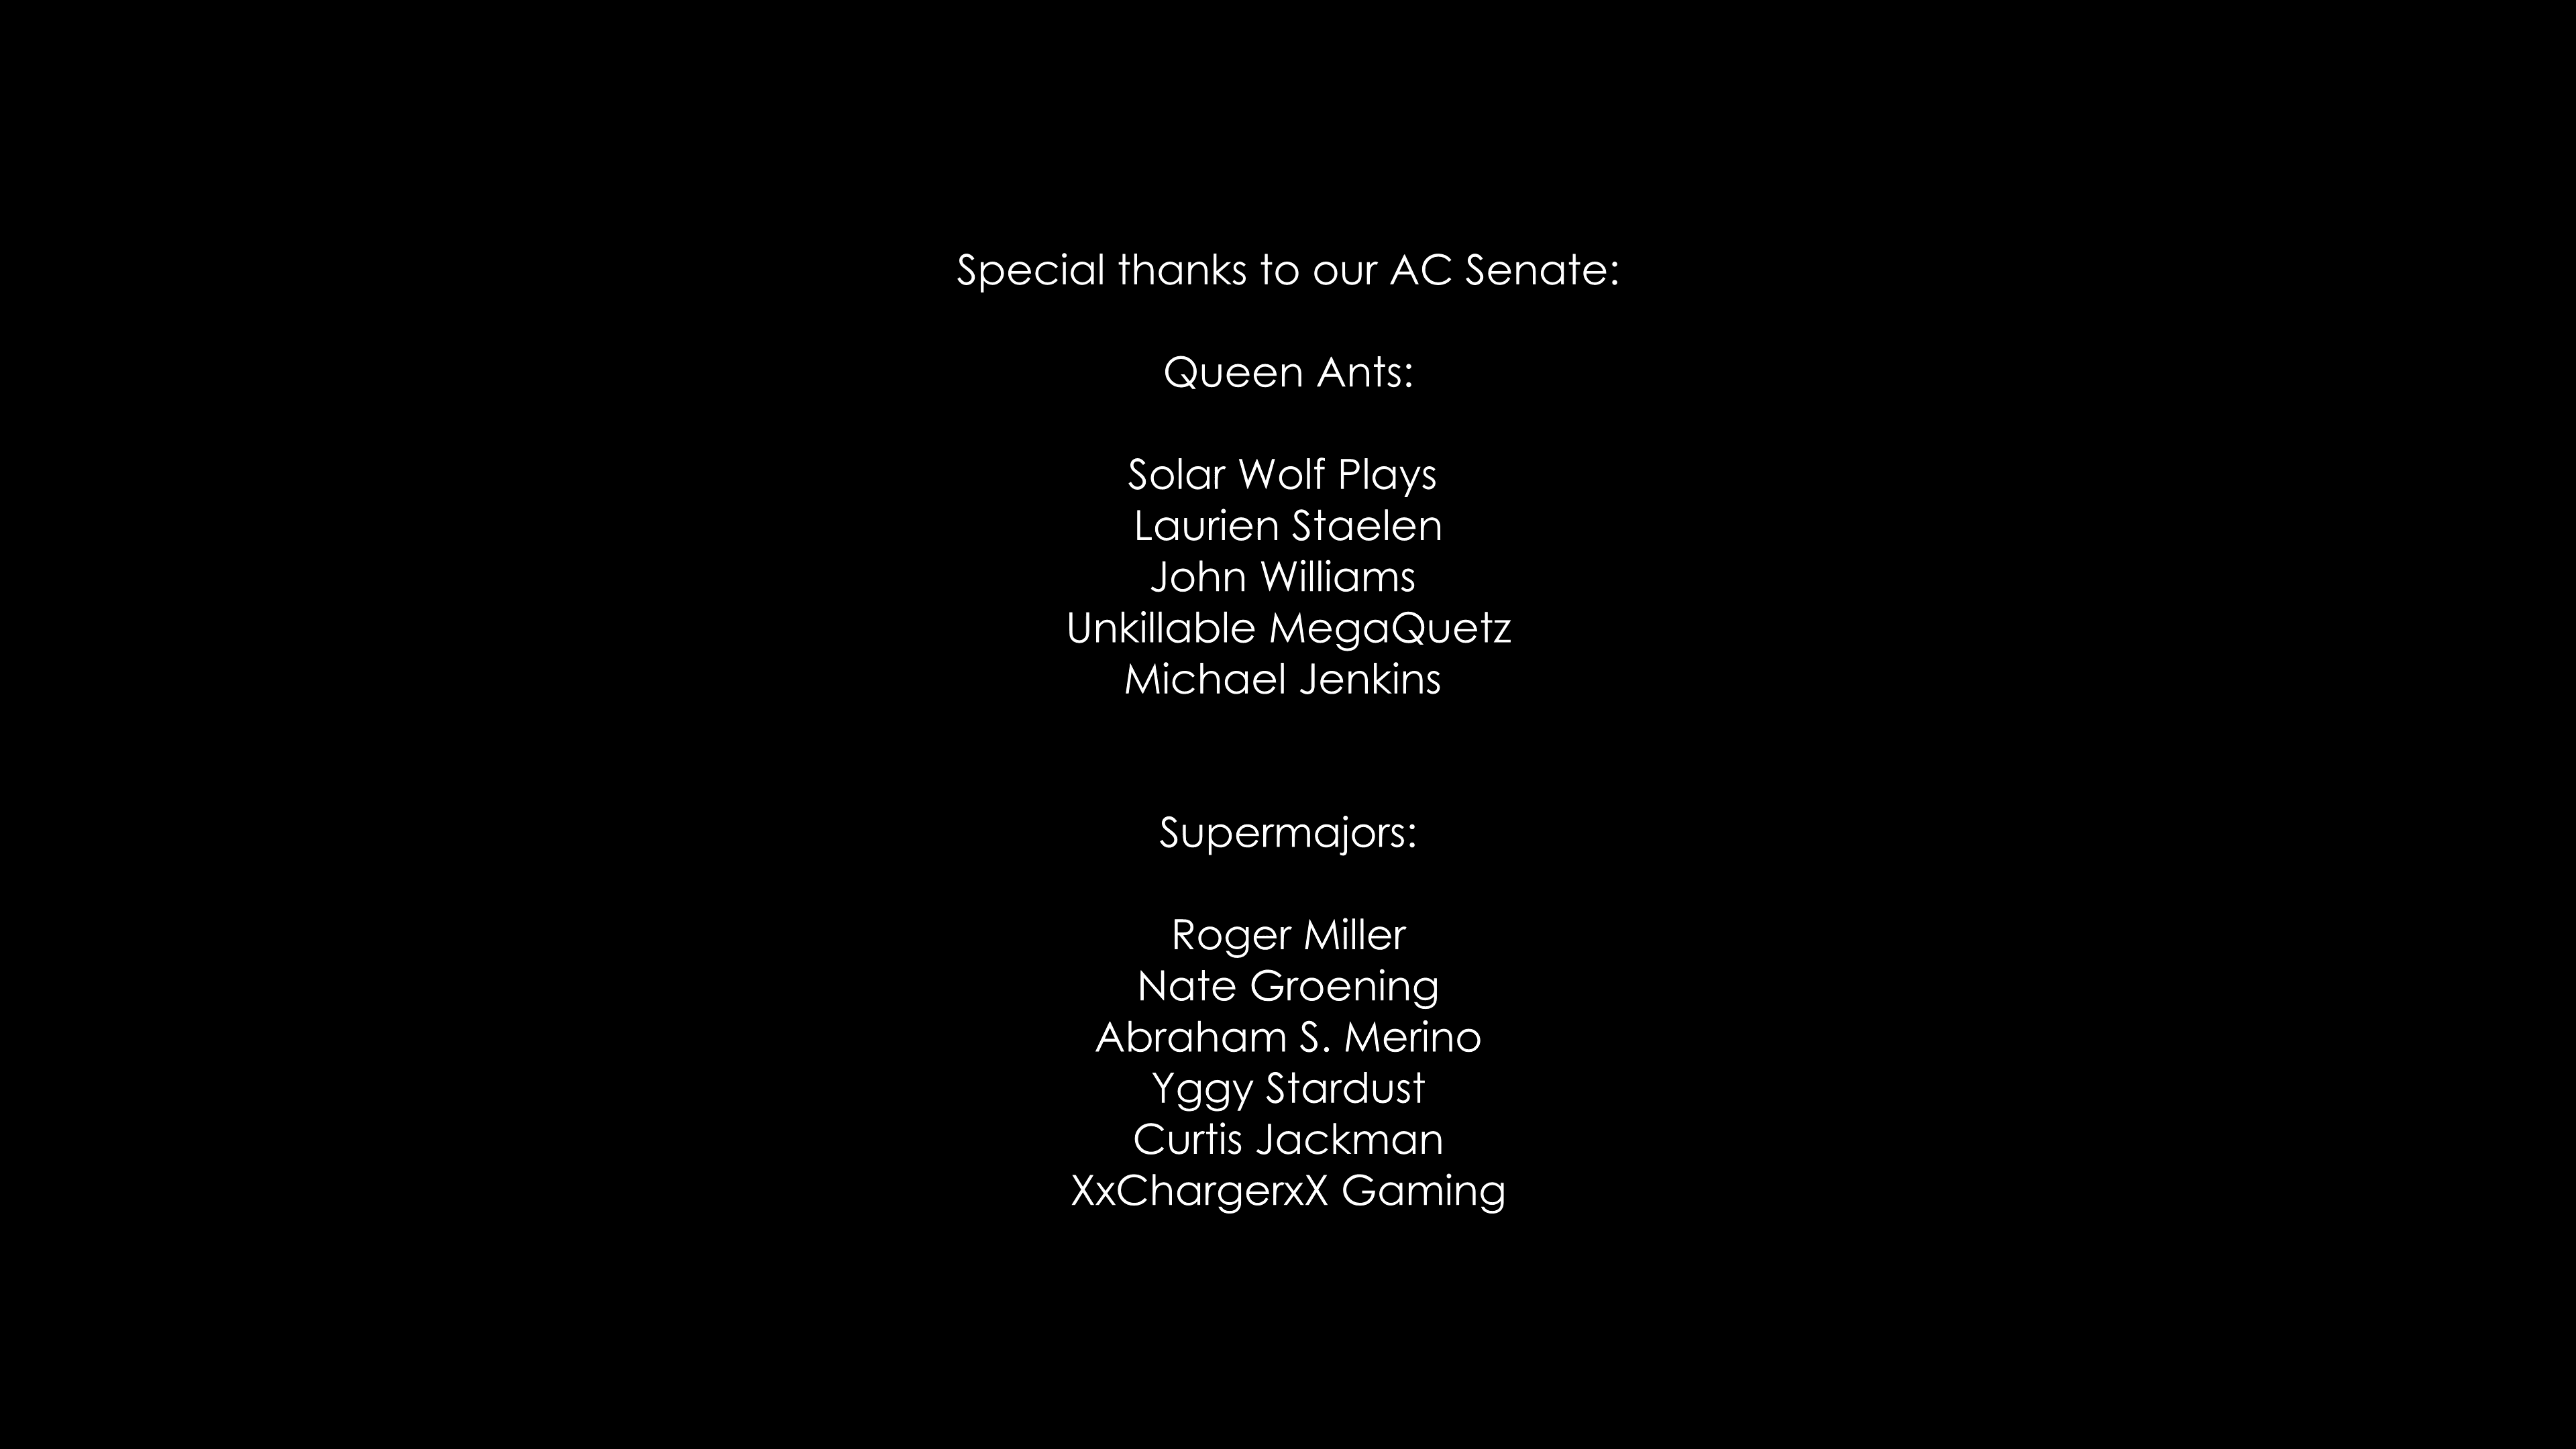 Special thanks to our AC Senate:
Queen Ants:
Solar Wolf Plays
Laurien Staelen
John Williams
Unkillable MegaQuetz
Michael Jenkins
Supermajors:
Roger Miller
Nate Groening
Abraham S. Merino
Yggy Stardust
Curtis Jackman
XxChargerxX Gaming